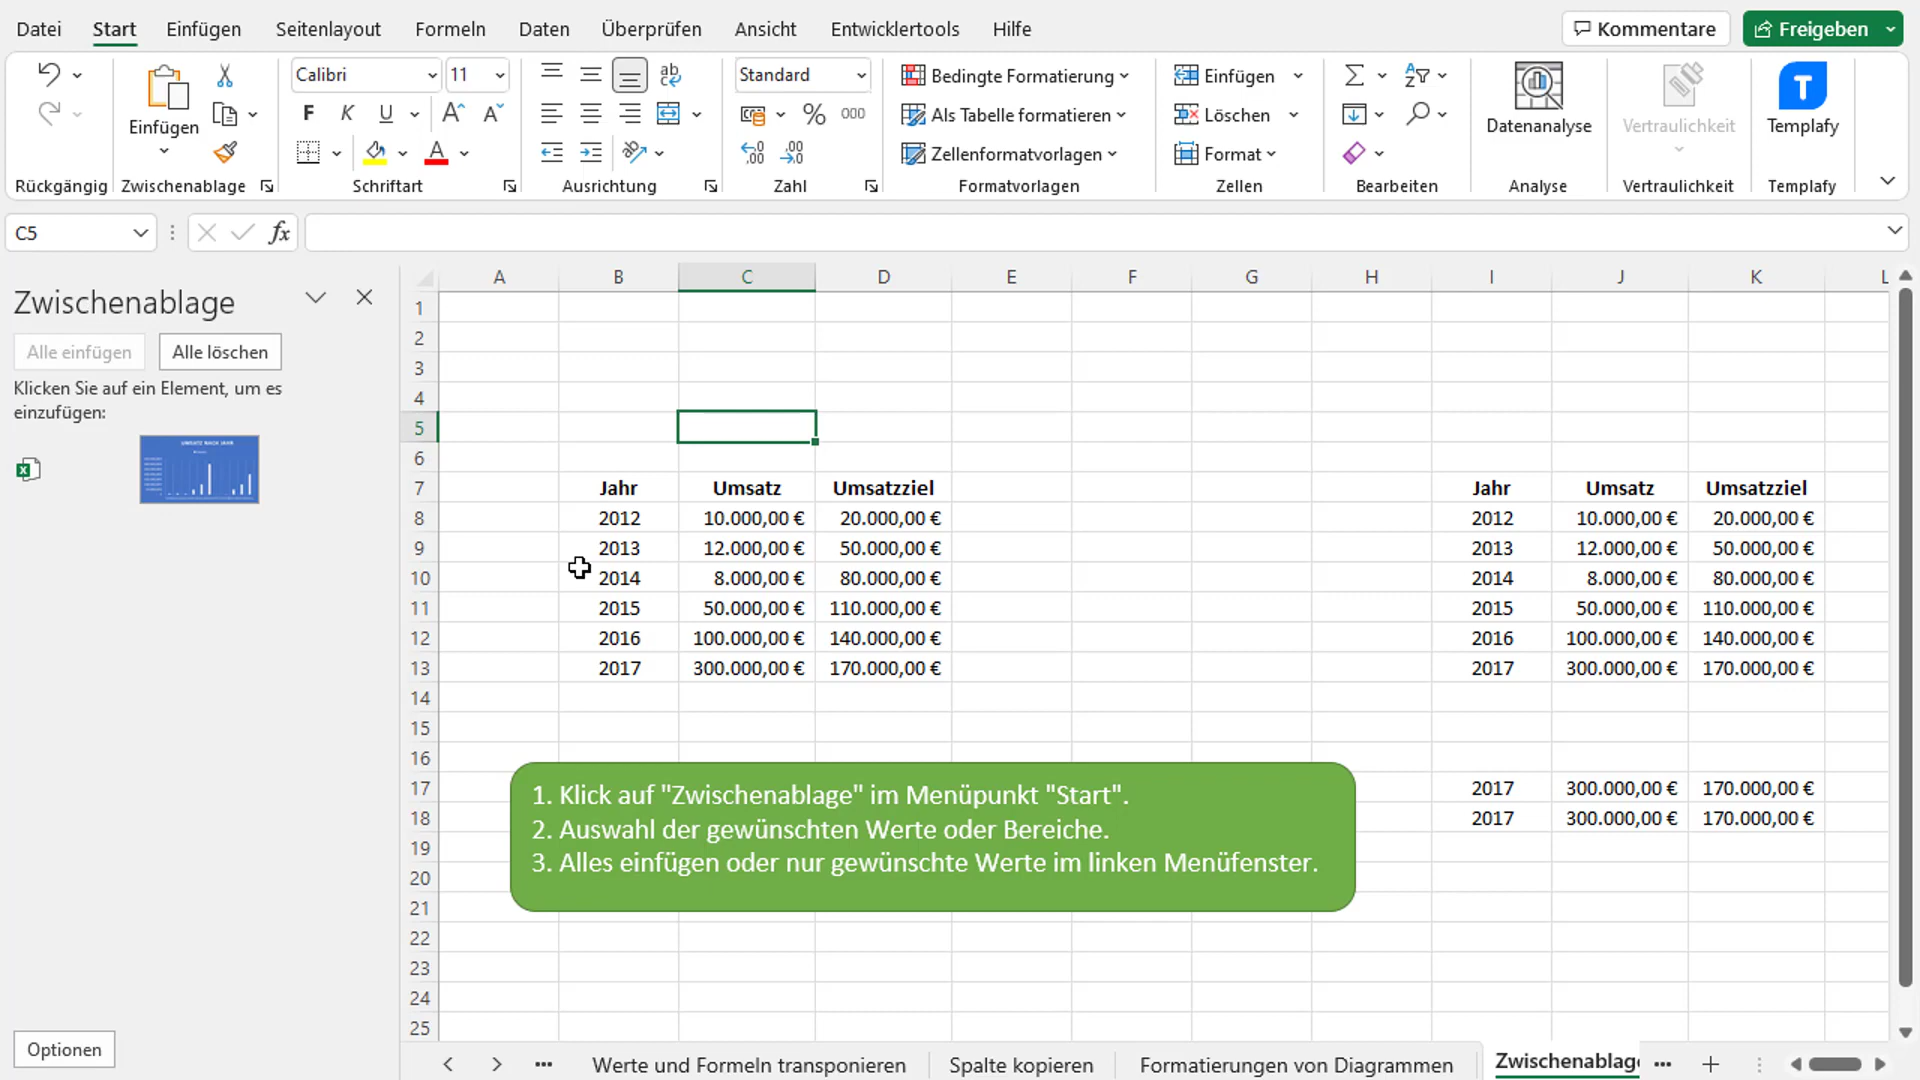 Datei Start Einfügen Seitenlayout Formeln Daten Überprüfen Ansicht Entwicklertools Hilfe Kommentare Freigeben
Calibri 11 ab Standard Bedingte Formatierung Einfügen
Einfügen F K U A A % 000 Als Tabelle formatieren Löschen Datenanalyse Vertraulichkeit Templafy
A Zellenformatvorlagen Format
Rückgängig Zwischenablage Schriftart Ausrichtung Zahl Formatvorlagen Zellen Bearbeiten Analyse Vertraulichkeit Templafy
C5 fx
Zwischenablage
Alle einfügen Alle löschen
Klicken Sie auf ein Element, um es
einzufügen:
UMSATZ NACH JAHR
Optionen
A B C D E F G H I J K L
1
2
3
4
5
6
7 Jahr Umsatz Umsatzziel Jahr Umsatz Umsatzziel
8 2012 10.000,00 € 20.000,00 € 2012 10.000,00 € 20.000,00 €
9 2013 12.000,00 € 50.000,00 € 2013 12.000,00 € 50.000,00 €
10 2014 8.000,00 € 80.000,00 € 2014 8.000,00 € 80.000,00 €
11 2015 50.000,00 € 110.000,00 € 2015 50.000,00 € 110.000,00 €
12 2016 100.000,00 € 140.000,00 € 2016 100.000,00 € 140.000,00 €
13 2017 300.000,00 € 170.000,00 € 2017 300.000,00 € 170.000,00 €
14
15
16
17 2017 300.000,00 € 170.000,00 €
18 2017 300.000,00 € 170.000,00 €
19
20
21
22
23
24
25
1. Klick auf "Zwischenablage" im Menüpunkt "Start".
2. Auswahl der gewünschten Werte oder Bereiche.
3. Alles einfügen oder nur gewünschte Werte im linken Menüfenster.
Werte und Formeln transponieren Spalte kopieren Formatierungen von Diagrammen Zwischenablage